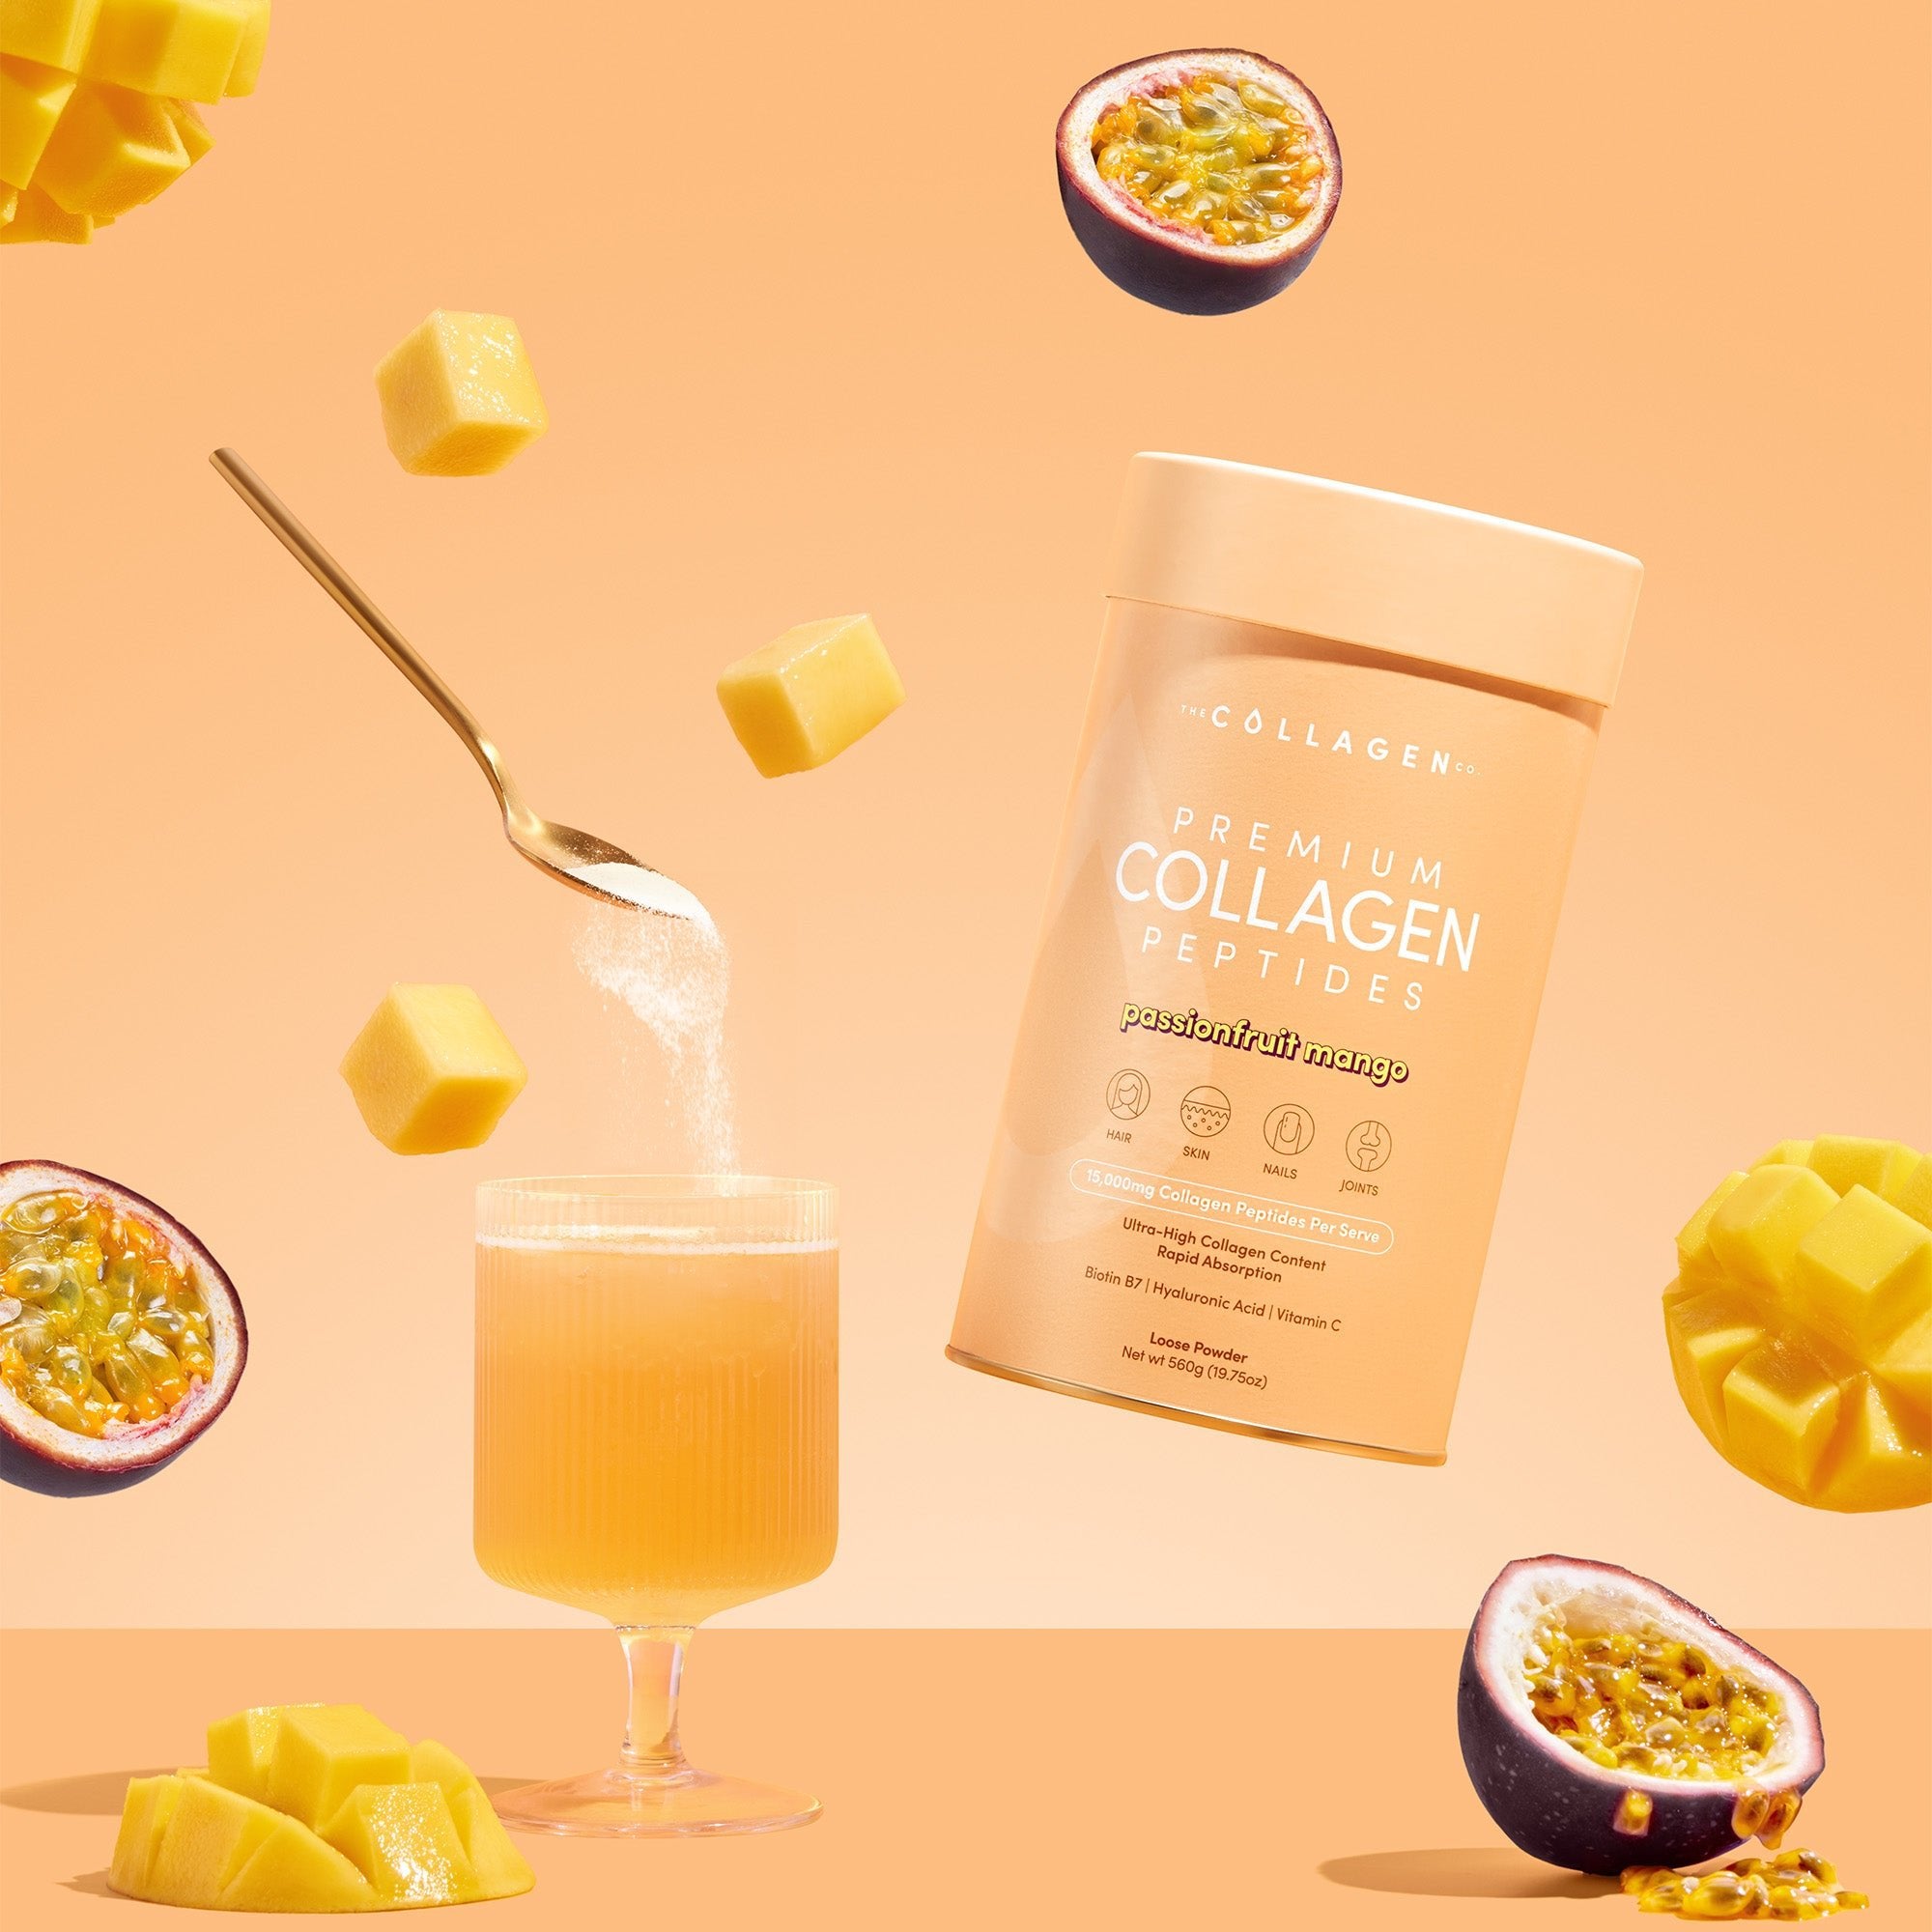 THE COLLAGEN CO.
PREMIUM
COLLAGEN
PEPTIDES
passionfruit mango
HAIR SKIN NAILS JOINTS
15,000mg Collagen Peptides Per Serve
Ultra-High Collagen Content
Rapid Absorption
Biotin B7 | Hyaluronic Acid | Vitamin C
Loose Powder
Net wt 560g (19.75oz)